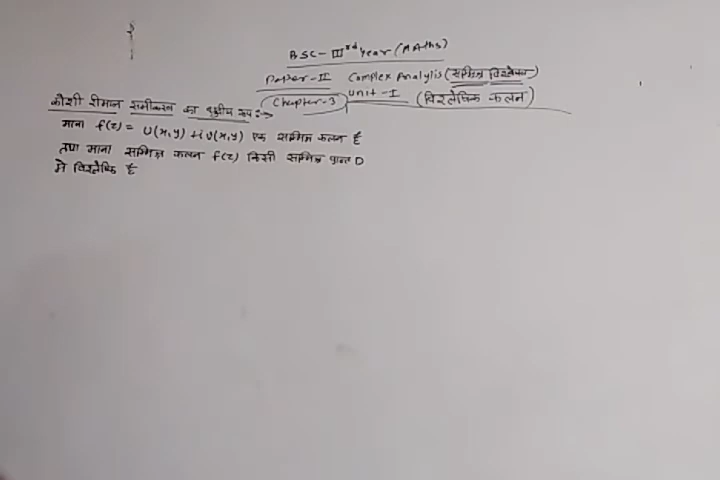 BSC - III rd Year (MAths)
Paper-II Complex Analysis (सम्मिश्र विश्लेषण)
Chapter-3 Unit-I (विश्लेषिक फलन)
कौशी रीमान समीकरण का ध्रुवीय रूप :→
माना f(z) = U(x,y) + i v(x,y) एक सम्मिश्र फलन है
तथा माना सम्मिश्र फलन f(z) किसी सम्मिश्र प्रान्त D
मे विश्लेषिक है